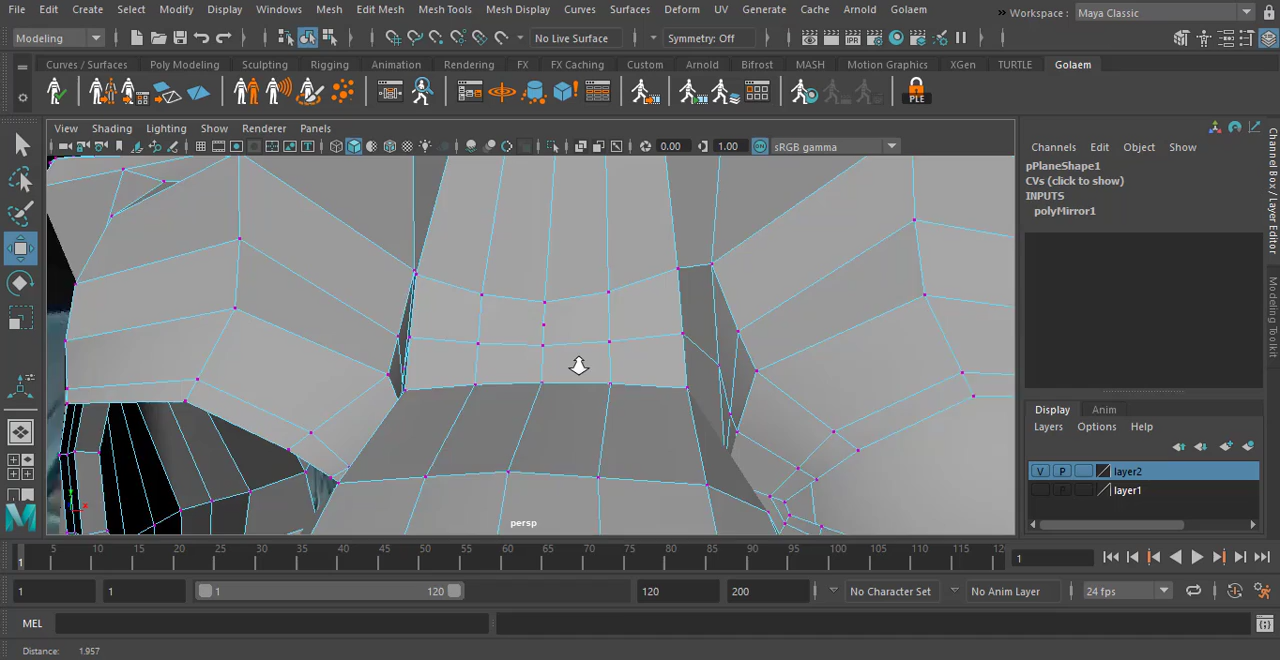 File Edit Create Select Modify Display Windows Mesh Edit Mesh Mesh Tools Mesh Display Curves Surfaces Deform UV Generate Cache Arnold Golaem » Workspace : Maya Classic
Modeling No Live Surface Symmetry: Off
Curves / Surfaces Poly Modeling Sculpting Rigging Animation Rendering FX FX Caching Custom Arnold Bifrost MASH Motion Graphics XGen TURTLE Golaem
PLE
View Shading Lighting Show Renderer Panels
0.00 1.00 ON sRGB gamma
Channels Edit Object Show
pPlaneShape1
CVs (click to show)
INPUTS
polyMirror1
Channel Box / Layer Editor
Modeling Toolkit
Display Anim
Layers Options Help
V P layer2
P layer1
persp
1 5 10 15 20 25 30 35 40 45 50 55 60 65 70 75 80 85 90 95 100 105 110 115 12 1
1 1 1 120 120 200 No Character Set No Anim Layer 24 fps
MEL
Distance: 1.957